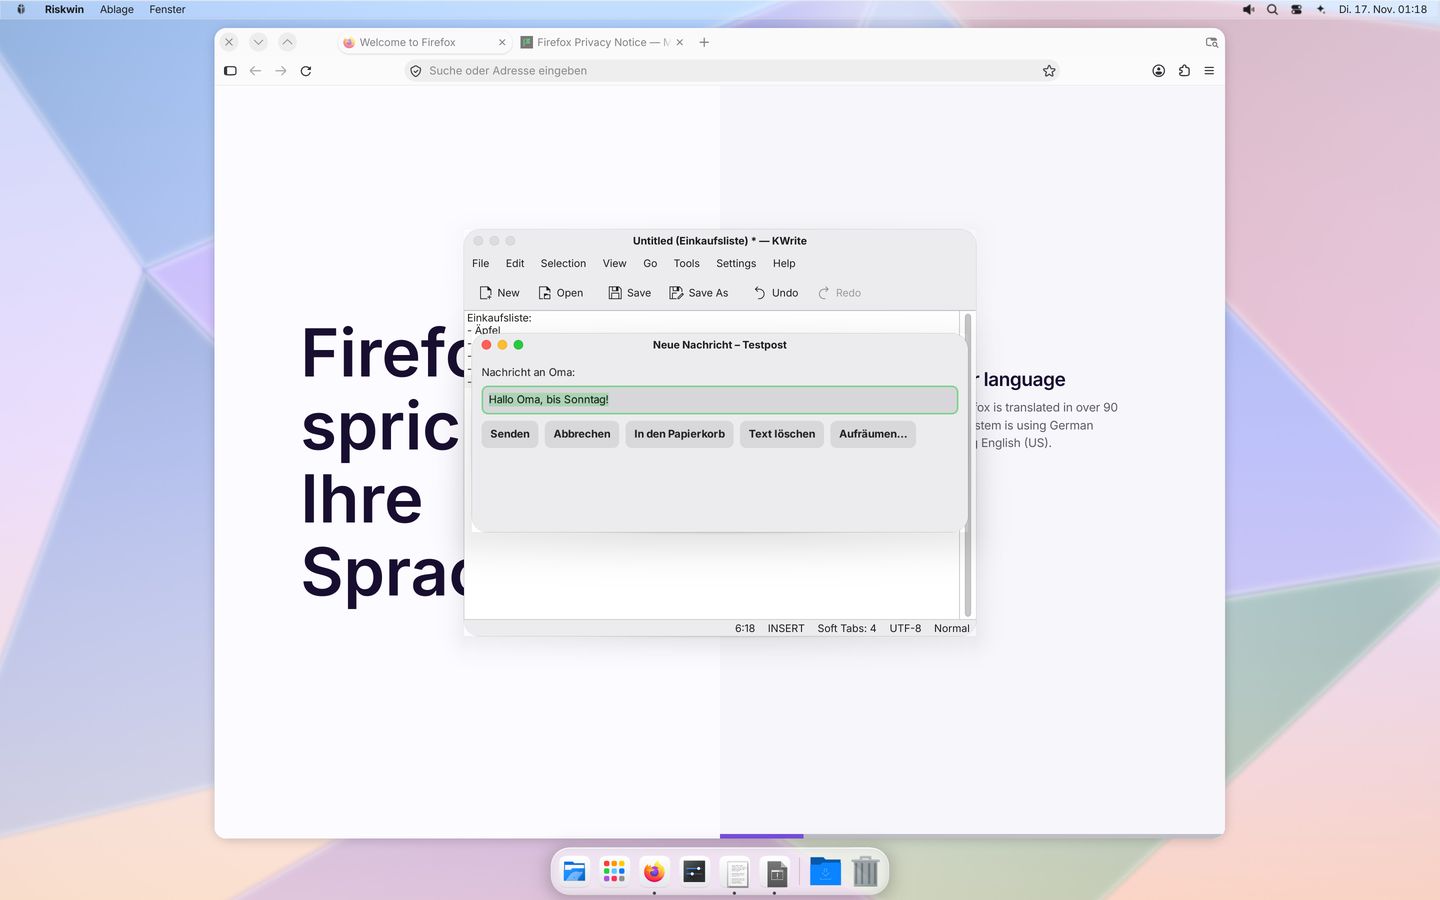 Riskwin Ablage Fenster Di. 17. Nov. 01:18
Welcome to Firefox
Firefox Privacy Notice — M
Suche oder Adresse eingeben
Untitled (Einkaufsliste) * — KWrite
File Edit Selection View Go Tools Settings Help
New Open Save Save As Undo Redo
Einkaufsliste:
- Äpfel
Neue Nachricht – Testpost
Nachricht an Oma:
Hallo Oma, bis Sonntag!
Senden Abbrechen In den Papierkorb Text löschen Aufräumen...
6:18 INSERT Soft Tabs: 4 UTF-8 Normal
Firefo
spric
Ihre
Sprac
r language
fox is translated in over 90
stem is using German
g English (US).